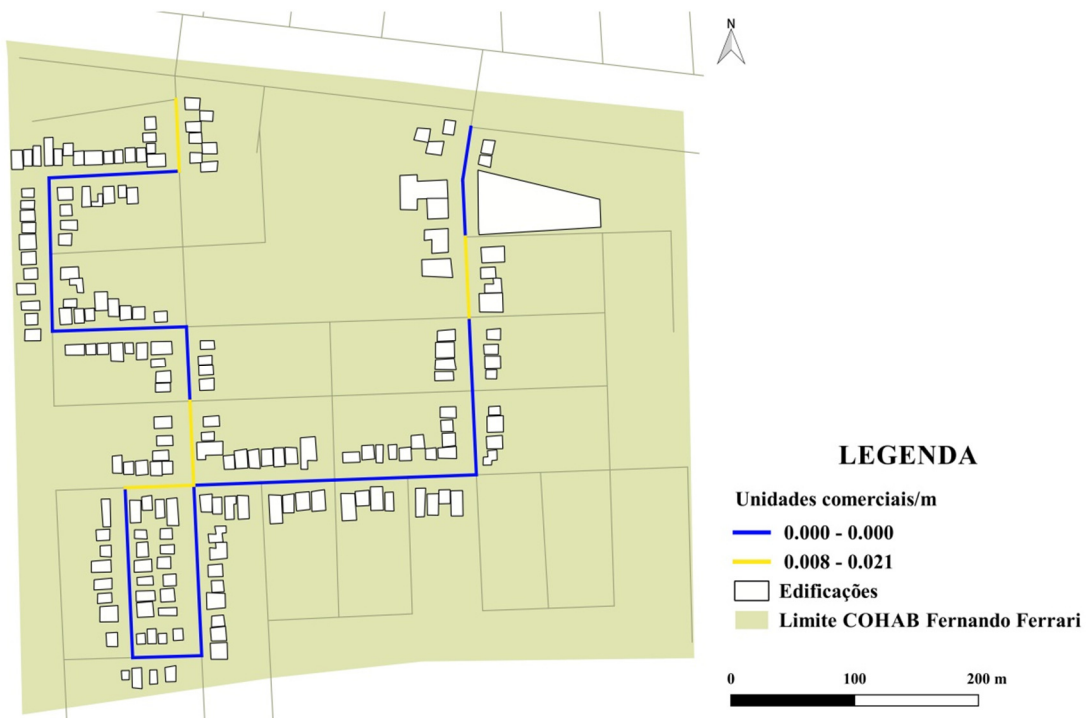 N
LEGENDA
Unidades comerciais/m
0.000 - 0.000
0.008 - 0.021
Edificações
Limite COHAB Fernando Ferrari
0 100 200 m